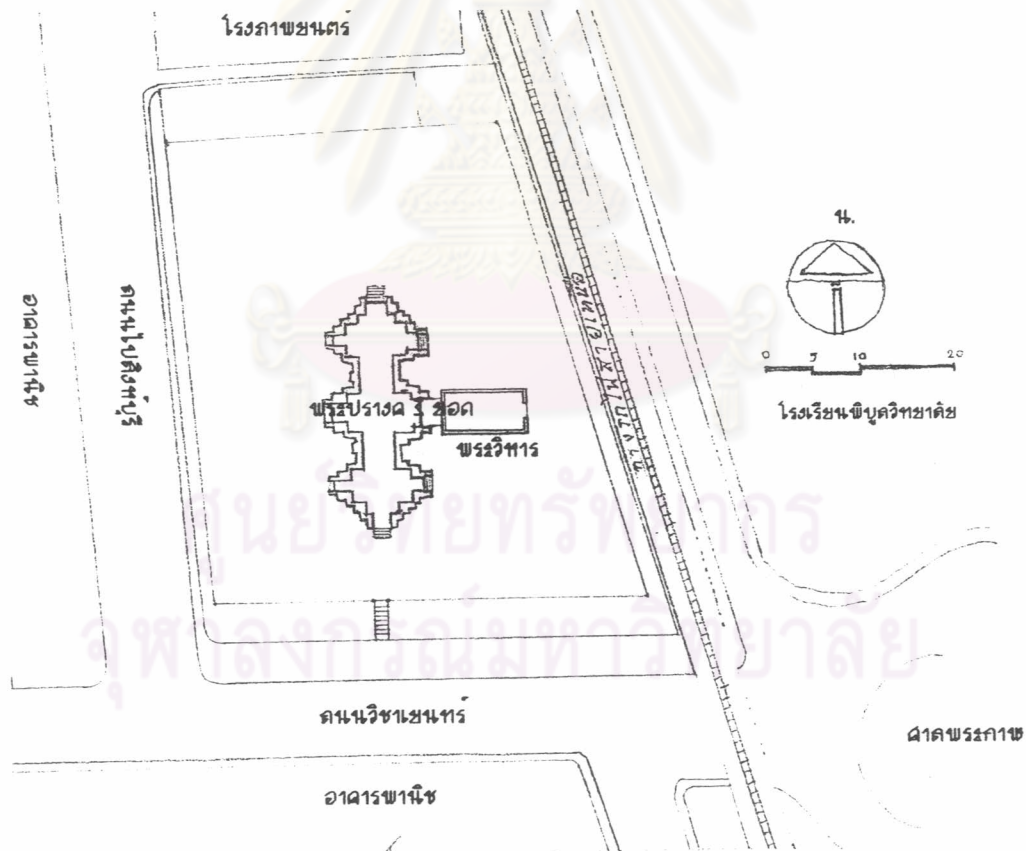 โรงภาพยนตร์
น.
0 5 10 20
โรงเรียนพิบูลวิทยาลัย
อาคารพานิช
ถนนไปสิงห์บุรี
พระปรางค์ 3 ยอด
พระวิหาร
ศูนย์วิทยทรัพยากร
จุฬาลงกรณ์มหาวิทยาลัย
ถนนวิชาเยนทร์
ศาลพระกาฬ
อาคารพานิช